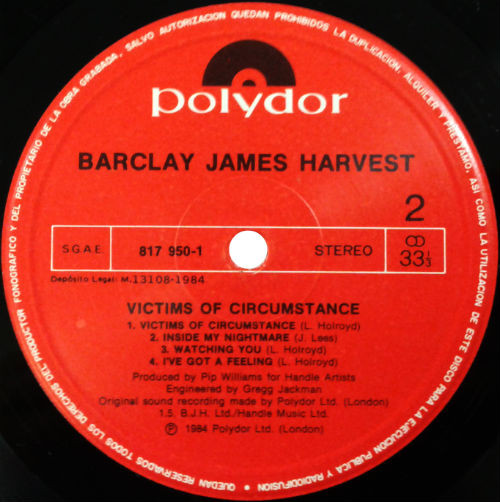 QUEDAN RESERVADOS TODOS LOS DERECHOS DEL PRODUCTOR FONOGRAFICO Y DEL PROPIETARIO DE LA OBRA GRABADA, SALVO AUTORIZACION QUEDAN PROHIBIDOS LA DUPLICACION, ALQUILER Y PRESTAMO, ASI COMO LA UTILIZACION DE ESTE DISCO PARA LA EJECUCION PUBLICA Y RADIODIFUSION
polydor
BARCLAY JAMES HARVEST
2
S.G.A.E.
817 950-1
STEREO
33 1/3
Depósito Legal: M.13108-1984
VICTIMS OF CIRCUMSTANCE
1. VICTIMS OF CIRCUMSTANCE (L. Holroyd)
2. INSIDE MY NIGHTMARE (J. Lees)
3. WATCHING YOU (L. Holroyd)
4. I'VE GOT A FEELING (L. Holroyd)
Produced by Pip Williams for Handle Artists
Engineered by Gregg Jackman
Original sound recording made by Polydor Ltd. (London)
1.5. B.J.H. Ltd./Handle Music Ltd.
℗ 1984 Polydor Ltd. (London)